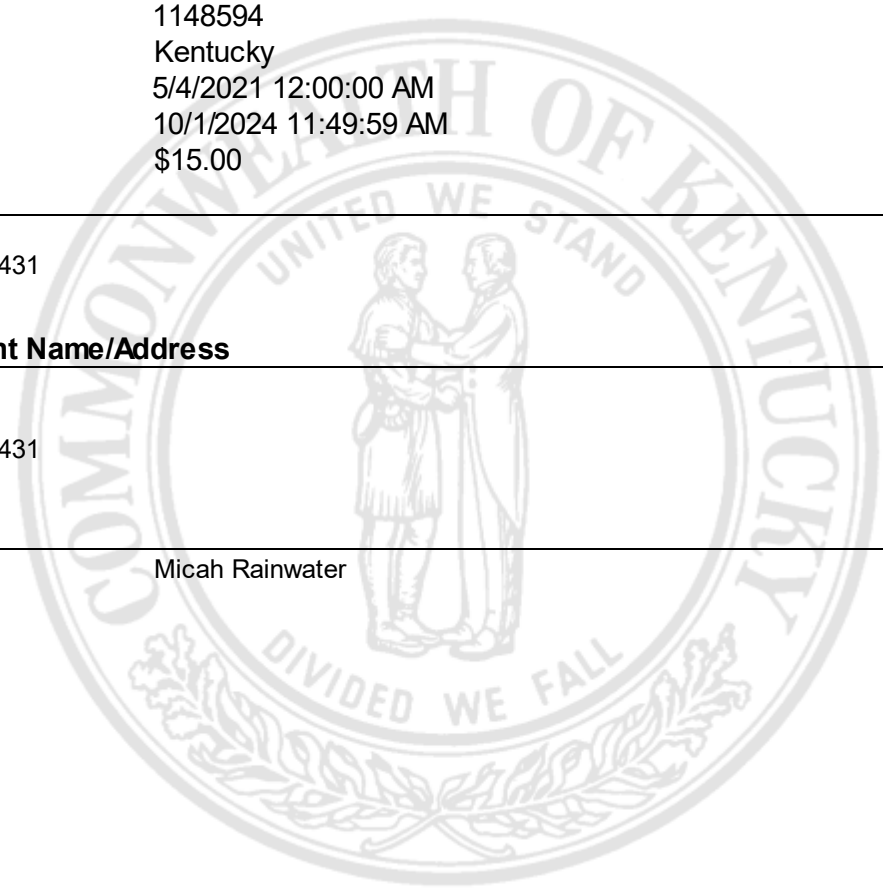 1148594
Kentucky
5/4/2021 12:00:00 AM
10/1/2024 11:49:59 AM
$15.00
431
nt Name/Address
431
Micah Rainwater
COMMONWEALTH OF KENTUCKY
UNITED WE STAND
DIVIDED WE FALL